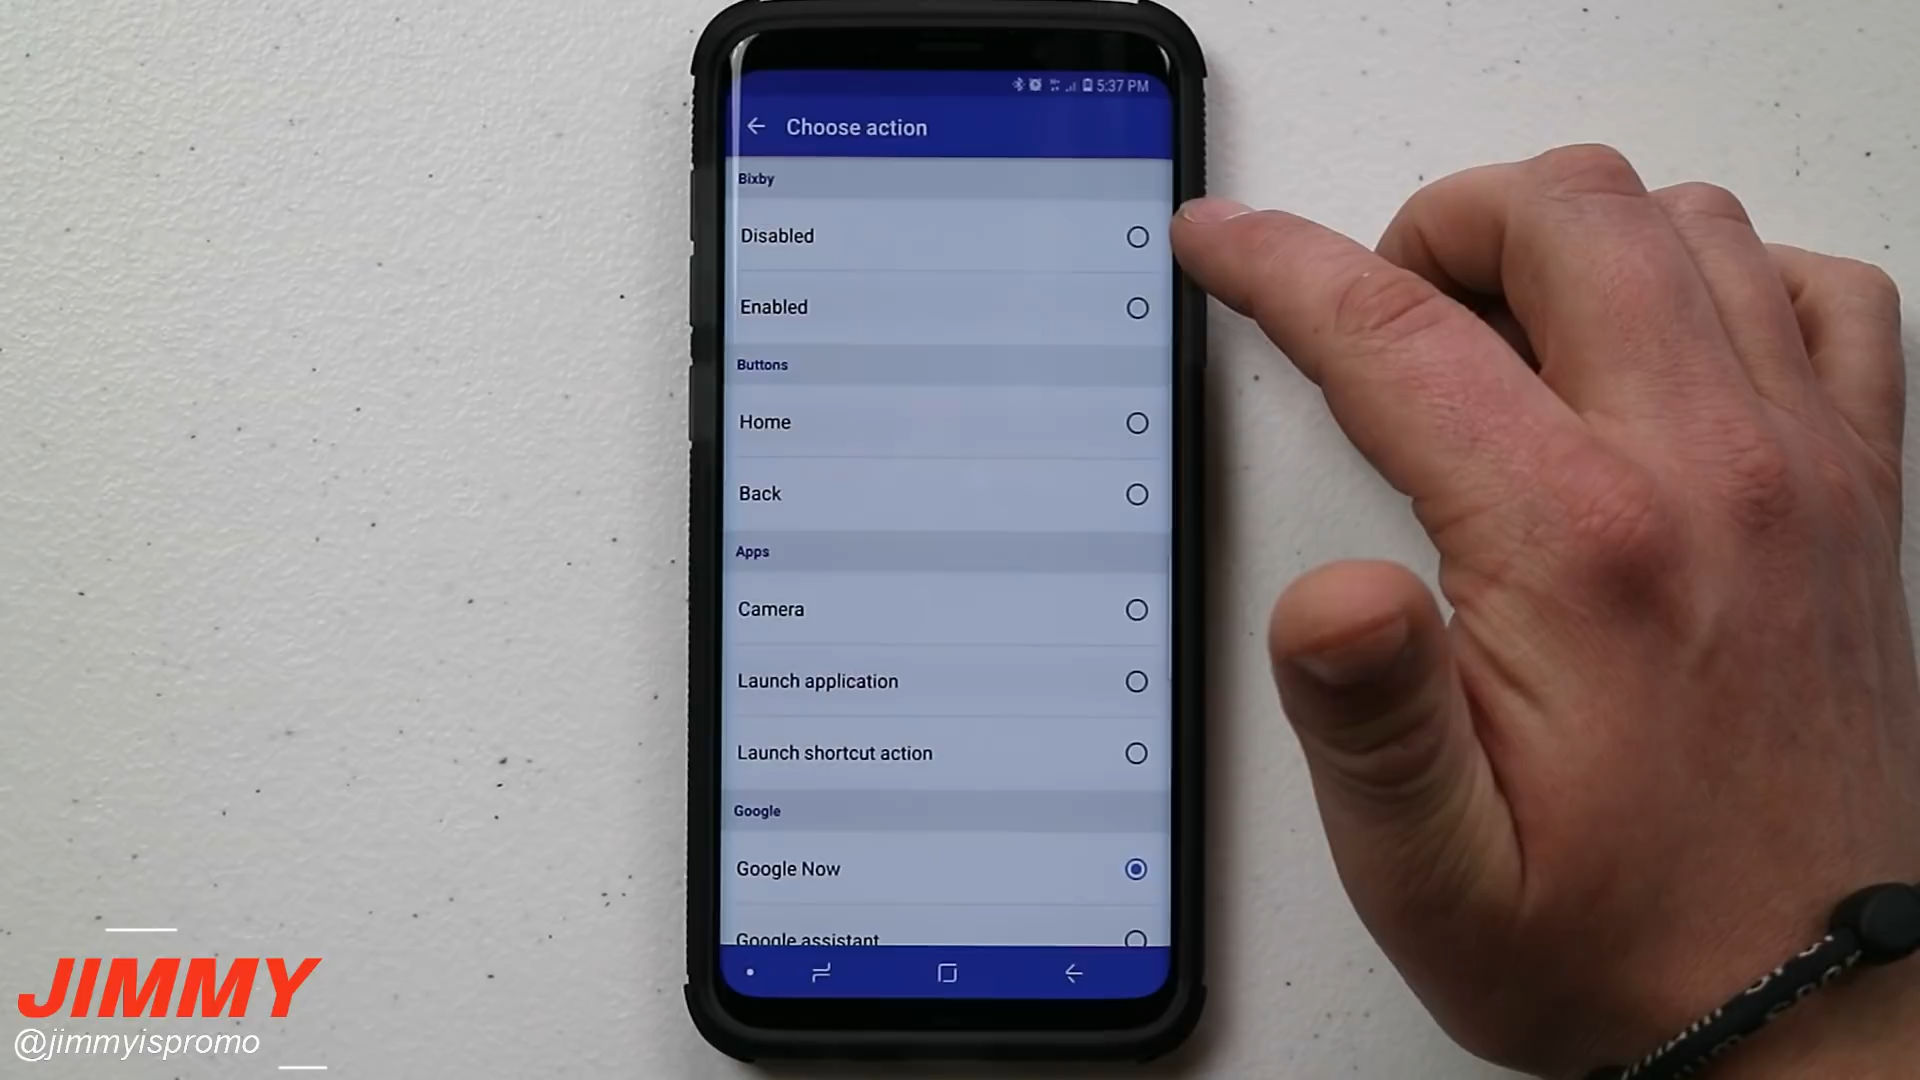 5:37 PM
Choose action
Bixby
Disabled
Enabled
Buttons
Home
Back
Apps
Camera
Launch application
Launch shortcut action
Google
Google Now
Google assistant
JIMMY
@jimmyispromo